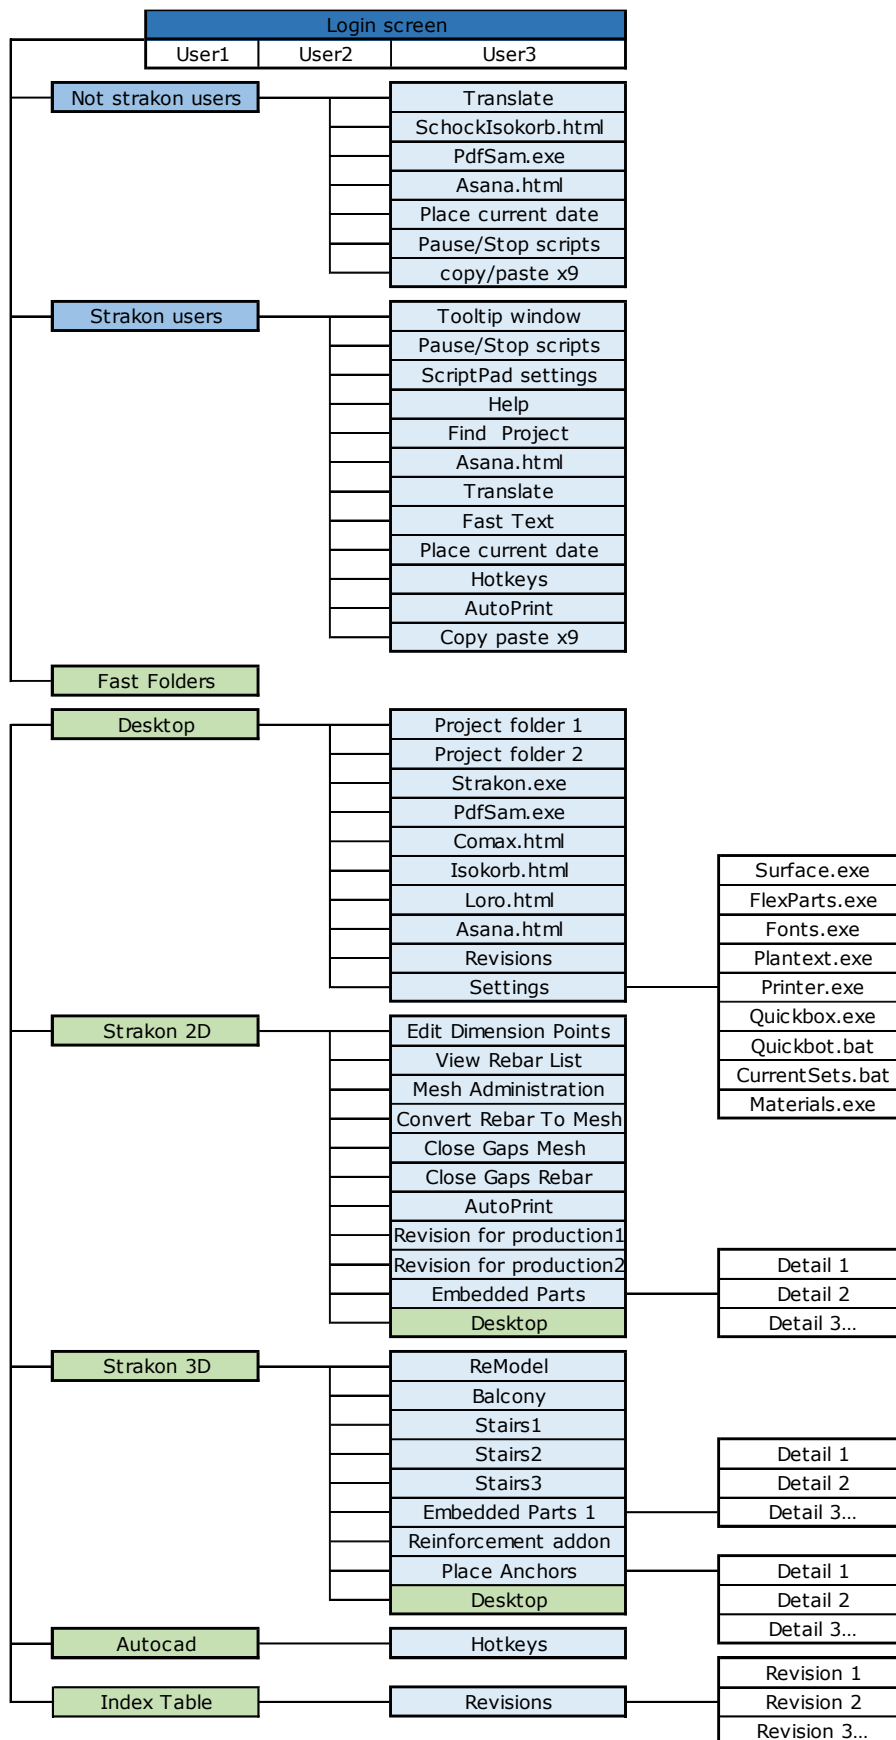 Login screen
User1 User2 User3
Not strakon users
Translate
SchockIsokorb.html
PdfSam.exe
Asana.html
Place current date
Pause/Stop scripts
copy/paste x9
Strakon users
Tooltip window
Pause/Stop scripts
ScriptPad settings
Help
Find Project
Asana.html
Translate
Fast Text
Place current date
Hotkeys
AutoPrint
Copy paste x9
Fast Folders
Desktop
Project folder 1
Project folder 2
Strakon.exe
PdfSam.exe
Comax.html
Isokorb.html
Loro.html
Asana.html
Revisions
Settings
Surface.exe
FlexParts.exe
Fonts.exe
Plantext.exe
Printer.exe
Quickbox.exe
Quickbot.bat
CurrentSets.bat
Materials.exe
Strakon 2D
Edit Dimension Points
View Rebar List
Mesh Administration
Convert Rebar To Mesh
Close Gaps Mesh
Close Gaps Rebar
AutoPrint
Revision for production1
Revision for production2
Embedded Parts
Desktop
Detail 1
Detail 2
Detail 3...
Strakon 3D
ReModel
Balcony
Stairs1
Stairs2
Stairs3
Embedded Parts 1
Reinforcement addon
Place Anchors
Desktop
Detail 1
Detail 2
Detail 3...
Detail 1
Detail 2
Detail 3...
Autocad
Hotkeys
Index Table
Revisions
Revision 1
Revision 2
Revision 3...